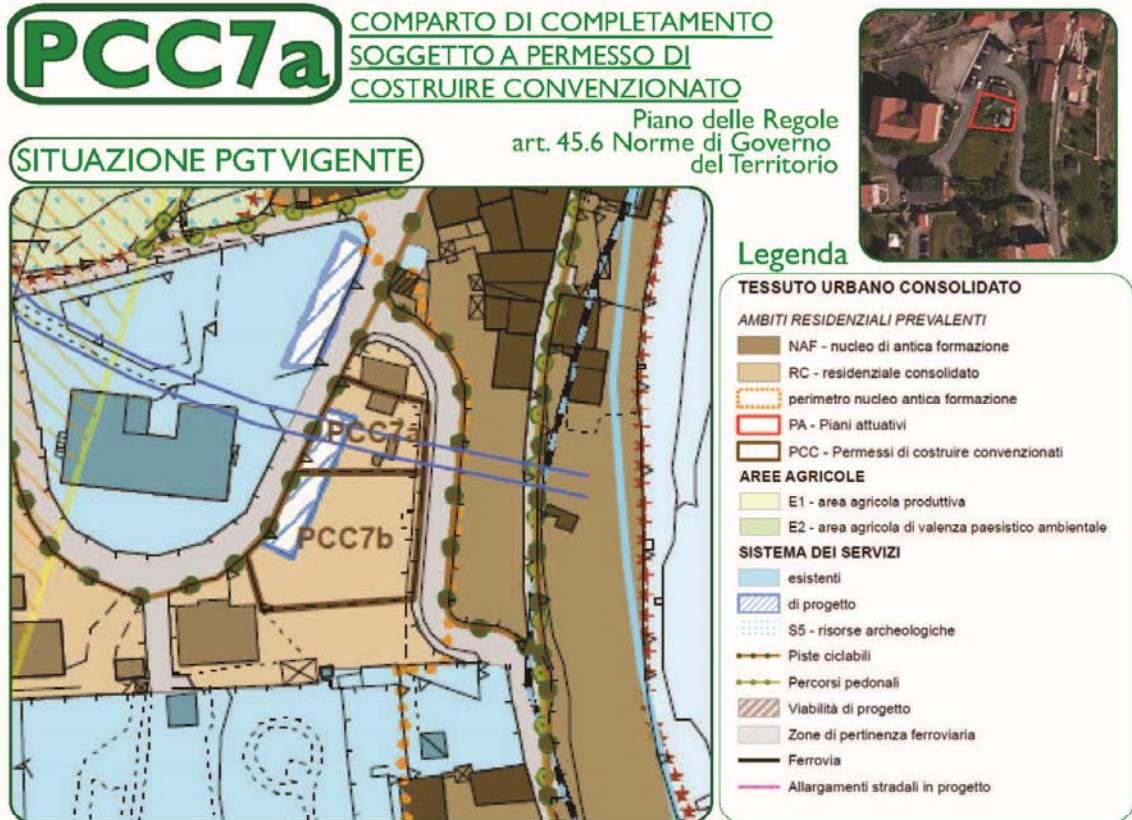 PCC7a
COMPARTO DI COMPLETAMENTO
SOGGETTO A PERMESSO DI
COSTRUIRE CONVENZIONATO
Piano delle Regole
art. 45.6 Norme di Governo
del Territorio
SITUAZIONE PGT VIGENTE
PCC7a
PCC7b
Legenda
TESSUTO URBANO CONSOLIDATO
AMBITI RESIDENZIALI PREVALENTI
NAF - nucleo di antica formazione
RC - residenziale consolidato
perimetro nucleo antica formazione
PA - Piani attuativi
PCC - Permessi di costruire convenzionati
AREE AGRICOLE
E1 - area agricola produttiva
E2 - area agricola di valenza paesistico ambientale
SISTEMA DEI SERVIZI
esistenti
di progetto
S5 - risorse archeologiche
Piste ciclabili
Percorsi pedonali
Viabilità di progetto
Zone di pertinenza ferroviaria
Ferrovia
Allargamenti stradali in progetto